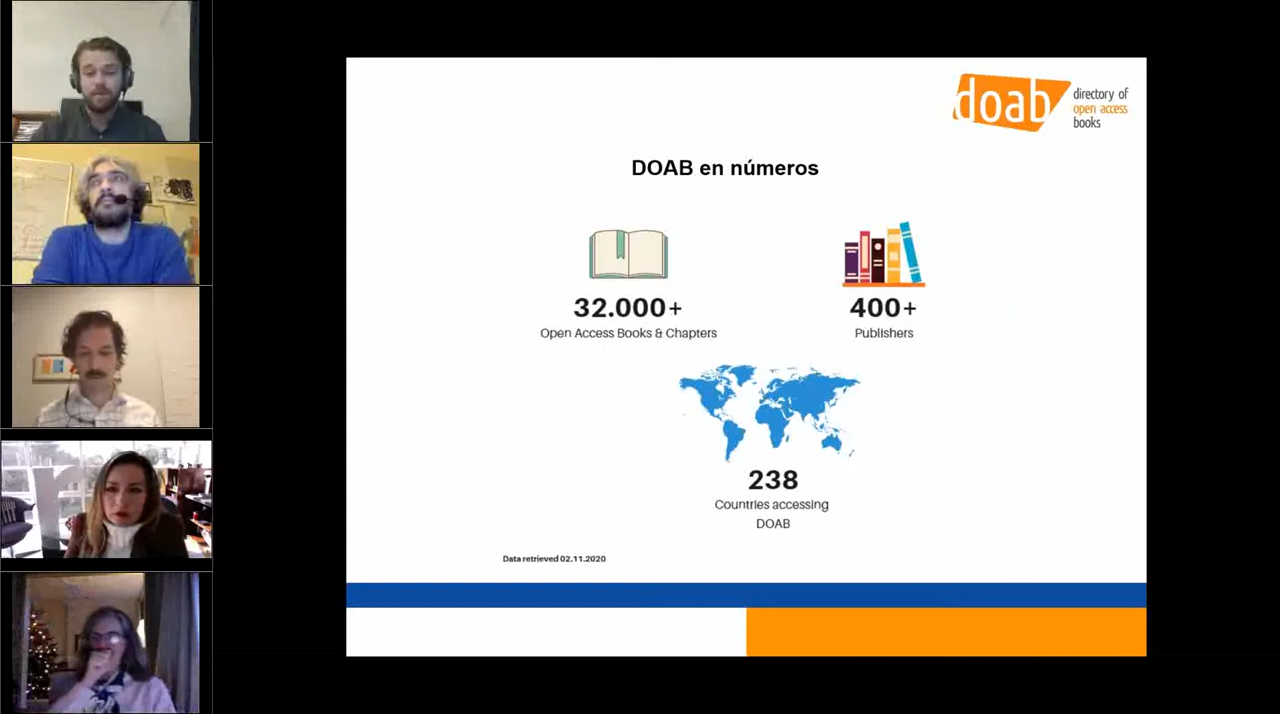 doab
directory of
open access
books
DOAB en números
32.000+
Open Access Books & Chapters
400+
Publishers
238
Countries accessing
DOAB
Data retrieved 02.11.2020